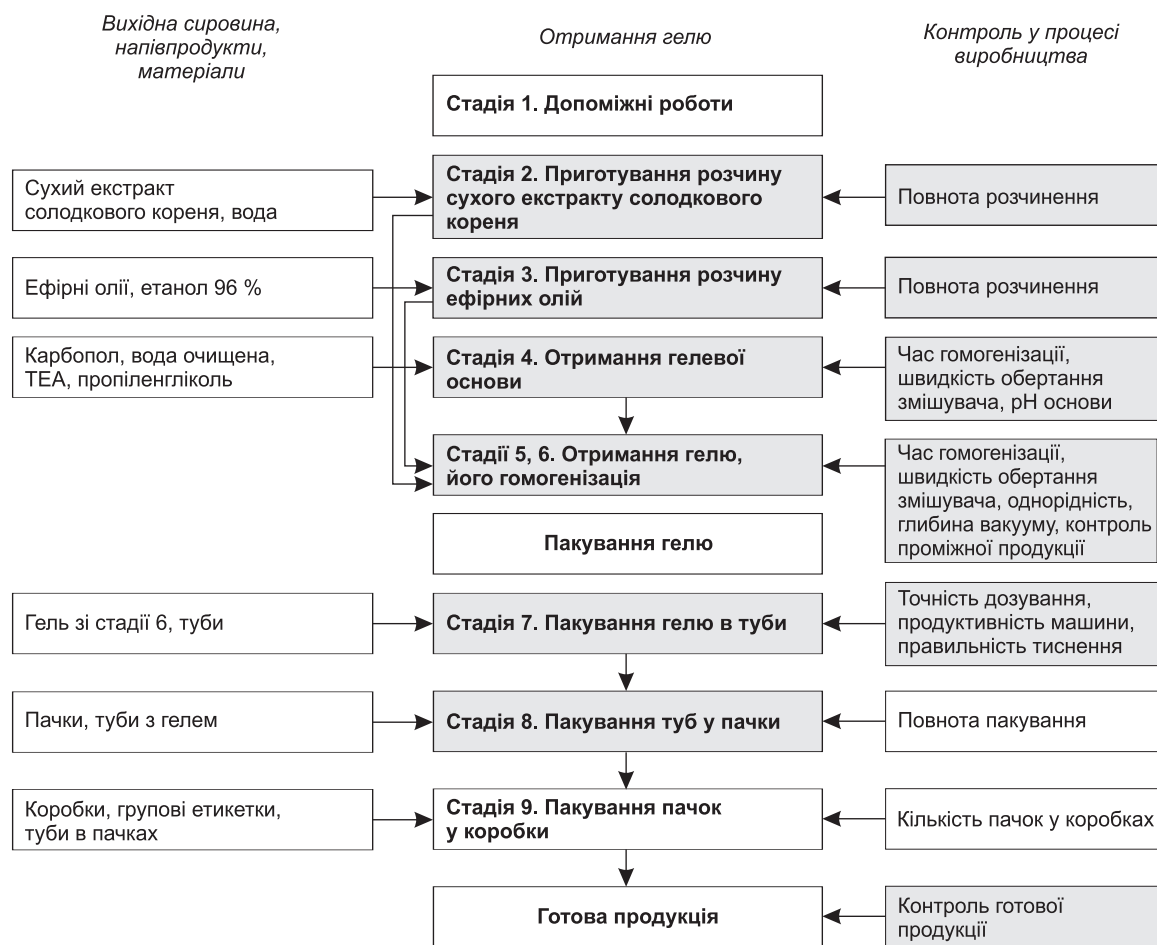 Вихідна сировина,
напівпродукти,
матеріали
Отримання гелю
Контроль у процесі
виробництва
Стадія 1. Допоміжні роботи
Сухий екстракт
солодкового кореня, вода
Стадія 2. Приготування розчину
сухого екстракту солодкового
кореня
Повнота розчинення
Ефірні олії, етанол 96 %
Стадія 3. Приготування розчину
ефірних олій
Повнота розчинення
Карбопол, вода очищена,
ТЕА, пропіленгліколь
Стадія 4. Отримання гелевої
основи
Час гомогенізації,
швидкість обертання
змішувача, рН основи
Стадії 5, 6. Отримання гелю,
його гомогенізація
Час гомогенізації,
швидкість обертання
змішувача, однорідність,
глибина вакууму, контроль
проміжної продукції
Пакування гелю
Гель зі стадії 6, туби
Стадія 7. Пакування гелю в туби
Точність дозування,
продуктивність машини,
правильність тиснення
Пачки, туби з гелем
Стадія 8. Пакування туб у пачки
Повнота пакування
Коробки, групові етикетки,
туби в пачках
Стадія 9. Пакування пачок
у коробки
Кількість пачок у коробках
Готова продукція
Контроль готової
продукції